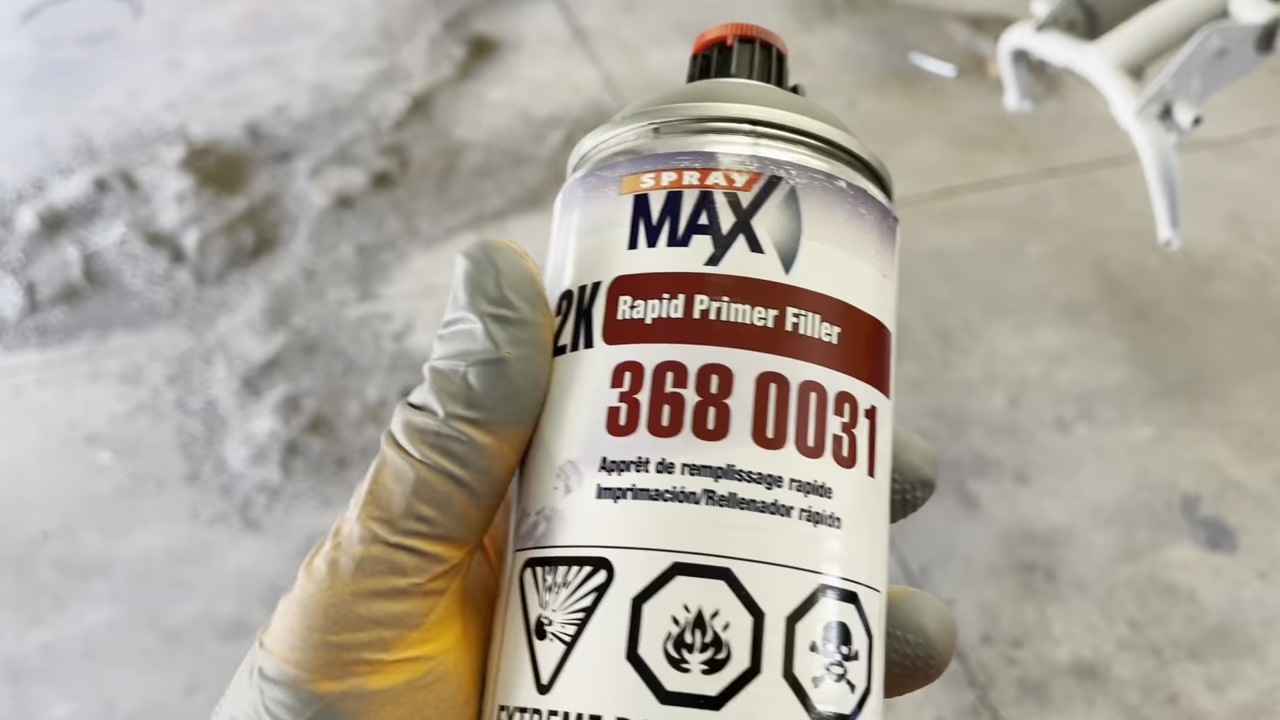 SPRAY
MAX
2K Rapid Primer Filler
368 0031
Apprêt de remplissage rapide
Imprimación/Rellenador rápido